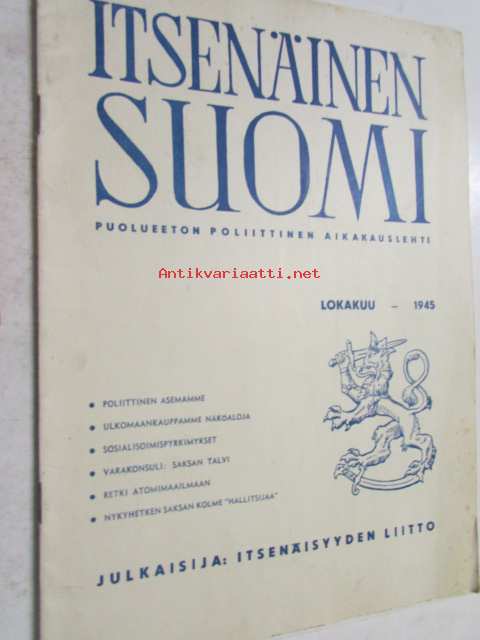 ITSENÄINEN
SUOMI
PUOLUEETON POLIITTINEN AIKAKAUSLEHTI
Antikvariaatti.net
LOKAKUU – 1945
• POLIITTINEN ASEMAMME
• ULKOMAANKAUPPAMME NÄKÖALOJA
• SOSIALISOIMISPYRKIMYKSET
• VARAKONSULI: SAKSAN TALVI
• RETKI ATOMIMAAILMAAN
• NYKYHETKEN SAKSAN KOLME "HALLITSIJAA"
JULKAISIJA: ITSENÄISYYDEN LIITTO